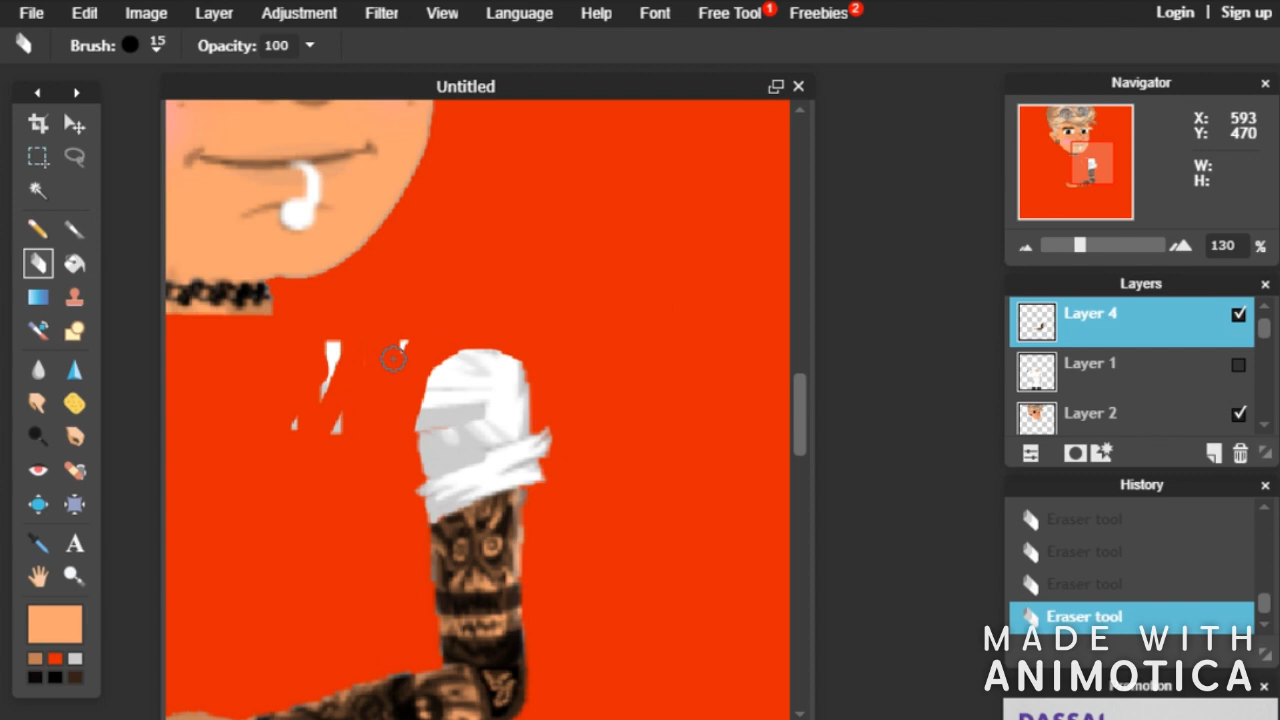 File Edit Image Layer Adjustment Filter View Language Help Font Free Tool 1 Freebies 2 Login | Sign up
Brush: 15 Opacity: 100
Untitled
Navigator
X: 593
Y: 470
W:
H:
130 %
Layers
Layer 4
Layer 1
Layer 2
History
Eraser tool
Eraser tool
Eraser tool
Eraser tool
MADE WITH
ANIMOTICA